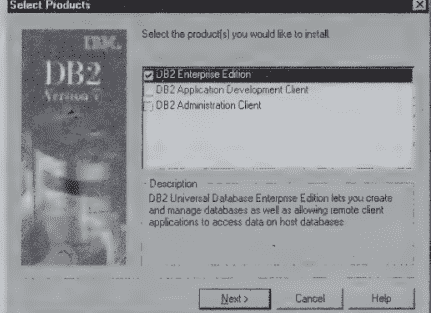 Select Products
IBM.
DB2
Version 7
Select the product(s) you would like to install.
DB2 Enterprise Edition
DB2 Application Development Client
DB2 Administration Client
Description
DB2 Universal Database Enterprise Edition lets you create
and manage databases as well as allowing remote client
applications to access data on host databases.
Next >
Cancel
Help